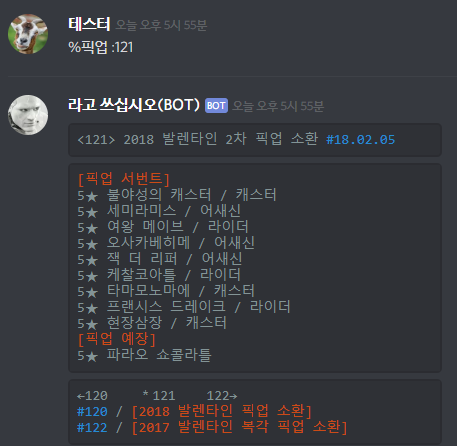 테스터 오늘 오후 5시 55분
%픽업 :121
라고 쓰십시오(BOT) BOT 오늘 오후 5시 55분
<121> 2018 발렌타인 2차 픽업 소환 #18.02.05
[픽업 서번트]
5★ 불야성의 캐스터 / 캐스터
5★ 세미라미스 / 어새신
5★ 여왕 메이브 / 라이더
5★ 오사카베히메 / 어새신
5★ 잭 더 리퍼 / 어새신
5★ 케찰코아틀 / 라이더
5★ 타마모노마에 / 캐스터
5★ 프랜시스 드레이크 / 라이더
5★ 현장삼장 / 캐스터
[픽업 예장]
5★ 파라오 쇼콜라틀
←120 *121 122→
#120 / [2018 발렌타인 픽업 소환]
#122 / [2017 발렌타인 복각 픽업 소환]